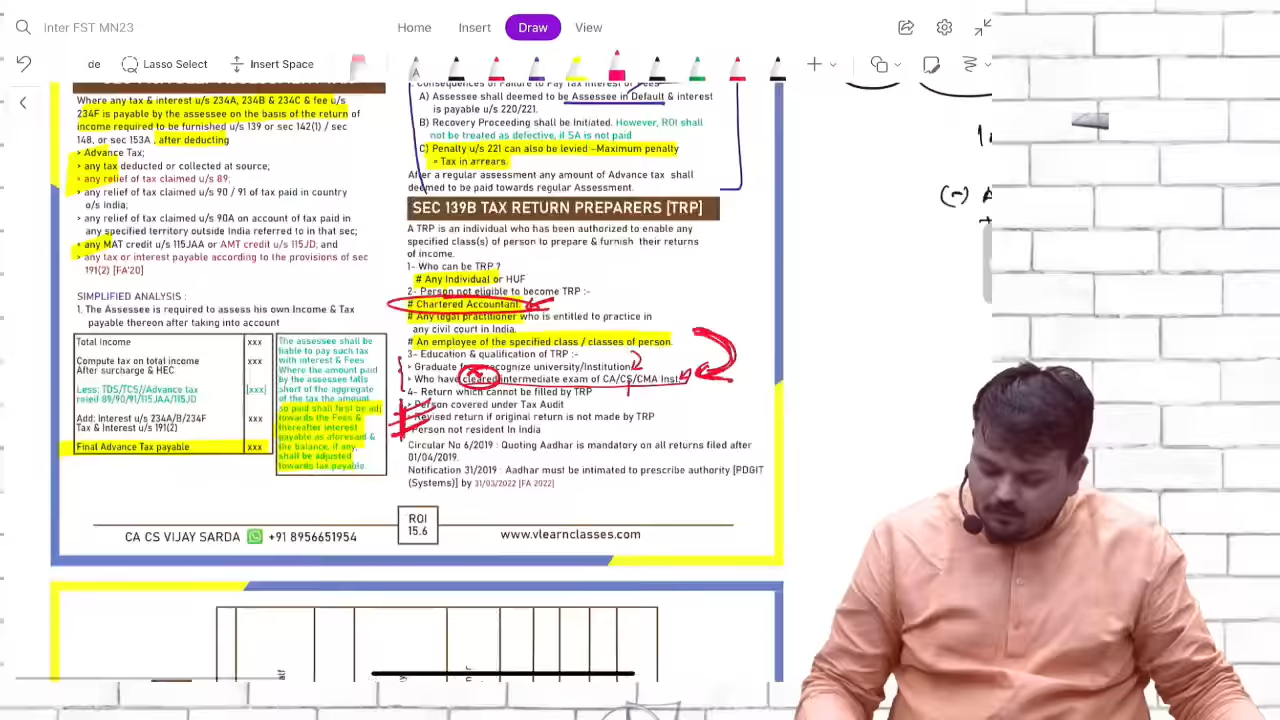 Inter FST MN23
Home
Insert
Draw
View
de
Lasso Select
Insert Space
A
Where any tax & interest u/s 234A, 234B & 234C & fee u/s
234F is payable by the assessee on the basis of the return of
income required to be furnished u/s 139 or sec 142(1) / sec
148, or sec 153A , after deducting
> Advance Tax;
> any tax deducted or collected at source;
> any relief of tax claimed u/s 89;
> any relief of tax claimed u/s 90 / 91 of tax paid in country
o/s India;
> any relief of tax claimed u/s 90A on account of tax paid in
any specified territory outside India referred to in that sec;
> any MAT credit u/s 115JAA or AMT credit u/s 115JD; and
> any tax or interest payable according to the provisions of sec
191(2) [FA'20]
SIMPLIFIED ANALYSIS :
1. The Assessee is required to assess his own Income & Tax
payable thereon after taking into account
Total Income xxx
Compute tax on total income xxx
After surcharge & HEC
Less: TDS/TCS//Advance tax [xxx]
reied 89/90/91/115JAA/115JD
Add: Interest u/s 234A/B/234F xxx
Tax & Interest u/s 191(2)
Final Advance Tax payable xxx
The assessee shall be
liable to pay such tax
with interest & Fees
Where the amount paid
by the assessee falls
short of the aggregate
of the tax the amount
so paid shall first be adj
towards the Fees &
thereafter interest
payable as aforesaid &
the balance, if any,
shall be adjusted
towards tax payable
Consequences of Failure to Pay Tax Interest or Fees
A) Assessee shall deemed to be Assessee in Default & interest
is payable u/s 220/221.
B) Recovery Proceeding shall be Initiated. However, ROI shall
not be treated as defective, if SA is not paid
C) Penalty u/s 221 can also be levied –Maximum penalty
= Tax in arrears.
After a regular assessment any amount of Advance tax shall
deemed to be paid towards regular Assessment.
SEC 139B TAX RETURN PREPARERS [TRP]
A TRP is an individual who has been authorized to enable any
specified class(s) of person to prepare & furnish their returns
of income.
1- Who can be TRP ?
# Any Individual or HUF
2- Person not eligible to become TRP :-
# Chartered Accountant.
# Any legal practitioner who is entitled to practice in
any civil court in India.
# An employee of the specified class / classes of person.
3- Education & qualification of TRP :-
> Graduate recognize university/Institution
> Who have cleared intermediate exam of CA/CS/CMA Inst.
4- Return which cannot be filled by TRP
> Person covered under Tax Audit
Revised return if original return is not made by TRP
Person not resident In India
Circular No 6/2019 : Quoting Aadhar is mandatory on all returns filed after
01/04/2019.
Notification 31/2019 : Aadhar must be intimated to prescribe authority [PDGIT
(Systems)] by 31/03/2022 [FA 2022]
CA CS VIJAY SARDA +91 8956651954
ROI
15.6
www.vlearnclasses.com